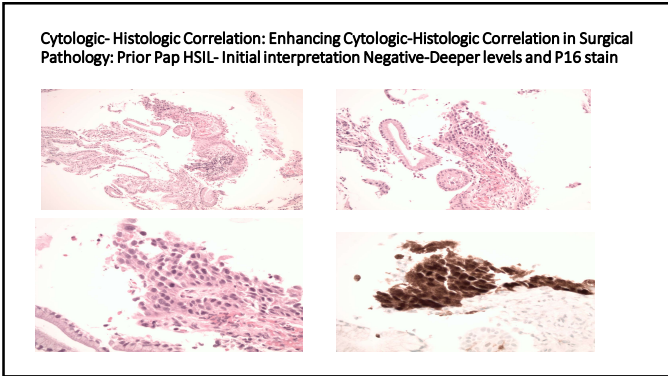 Cytologic- Histologic Correlation: Enhancing Cytologic-Histologic Correlation in Surgical
Pathology: Prior Pap HSIL- Initial interpretation Negative-Deeper levels and P16 stain